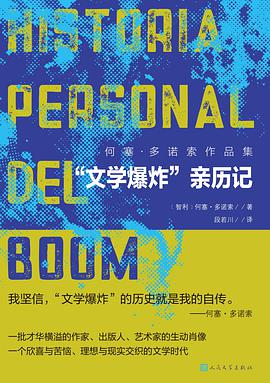 HISTORIA
PERSONAL
DEL
BOOM
何塞·多诺索作品集
“文学爆炸”亲历记
〔智利〕何塞·多诺索//著
段若川//译
我坚信，“文学爆炸”的历史就是我的自传。
——何塞·多诺索
一批才华横溢的作家、出版人、艺术家的生动肖像
一个欣喜与苦恼、理想与现实交织的文学时代
人民文学出版社